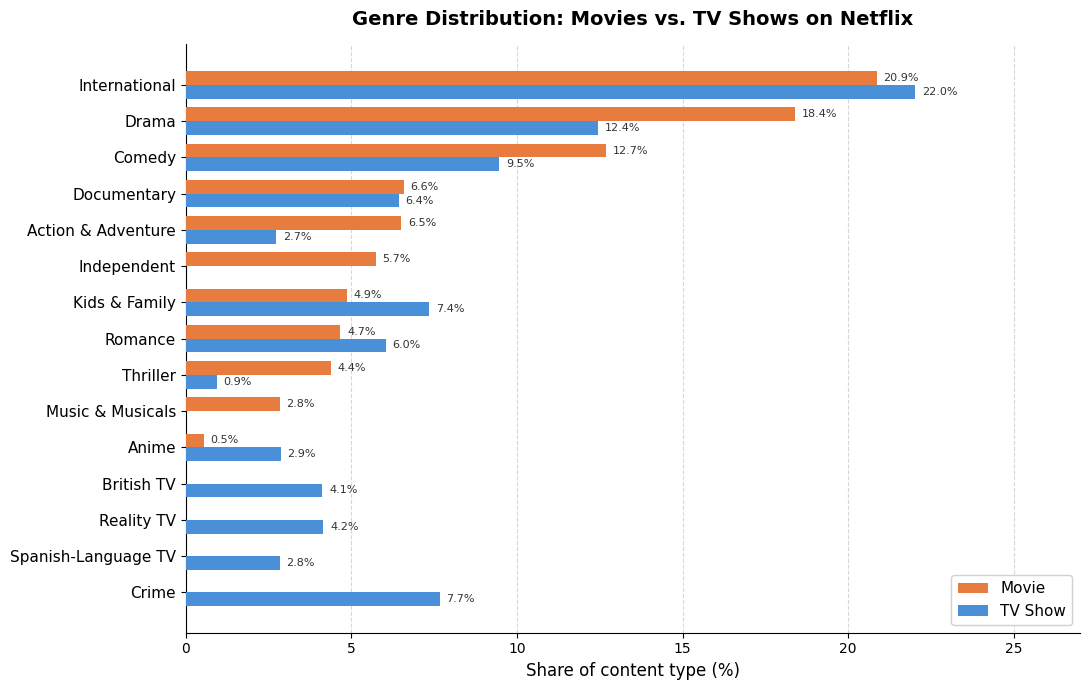 Genre Distribution: Movies vs. TV Shows on Netflix
International
20.9%
22.0%
Drama
18.4%
12.4%
Comedy
12.7%
9.5%
Documentary
6.6%
6.4%
Action & Adventure
6.5%
2.7%
Independent
5.7%
Kids & Family
4.9%
7.4%
Romance
4.7%
6.0%
Thriller
4.4%
0.9%
Music & Musicals
2.8%
Anime
0.5%
2.9%
British TV
4.1%
Reality TV
4.2%
Spanish-Language TV
2.8%
Crime
7.7%
Movie
TV Show
0 5 10 15 20 25
Share of content type (%)